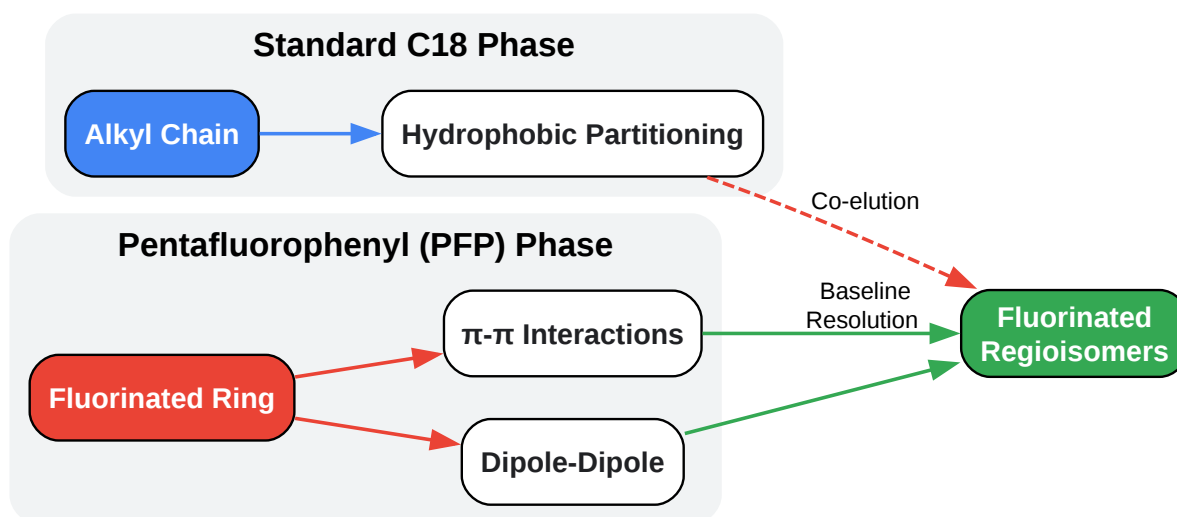 Standard C18 Phase
Alkyl Chain
Hydrophobic Partitioning
Co-elution
Pentafluorophenyl (PFP) Phase
Baseline
Resolution
π-π Interactions
Fluorinated
Regioisomers
Fluorinated Ring
Dipole-Dipole